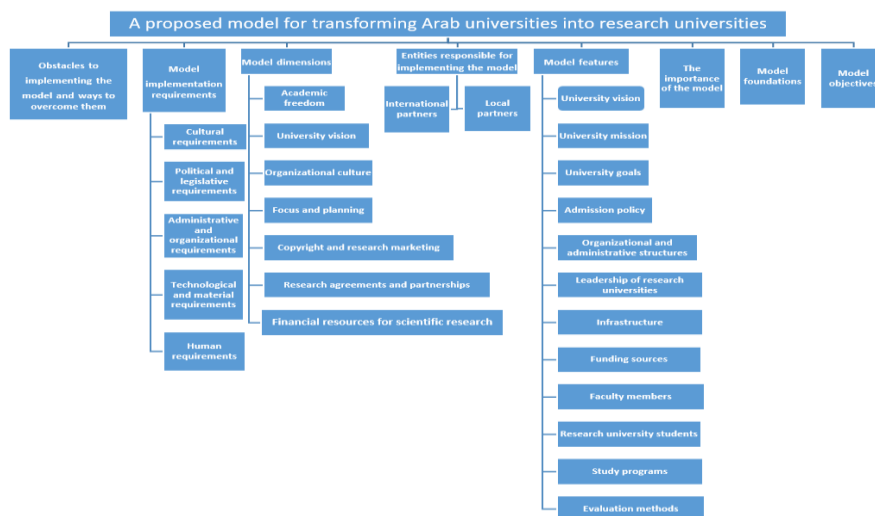 A proposed model for transforming Arab universities into research universities
Obstacles to
implementing the
model and ways to
overcome them
Model
implementation
requirements
Cultural
requirements
Political and
legislative
requirements
Administrative
and
organizational
requirements
Technological
and material
requirements
Human
requirements
Model dimensions
Academic
freedom
University vision
Organizational culture
Focus and planning
Copyright and research marketing
Research agreements and partnerships
Financial resources for scientific research
Entities responsible for
implementing the model
International
partners
Local
partners
Model features
University vision
University mission
University goals
Admission policy
Organizational and
administrative structures
Leadership of research
universities
Infrastructure
Funding sources
Faculty members
Research university students
Study programs
Evaluation methods
The
importance
of the model
Model
foundations
Model
objectives